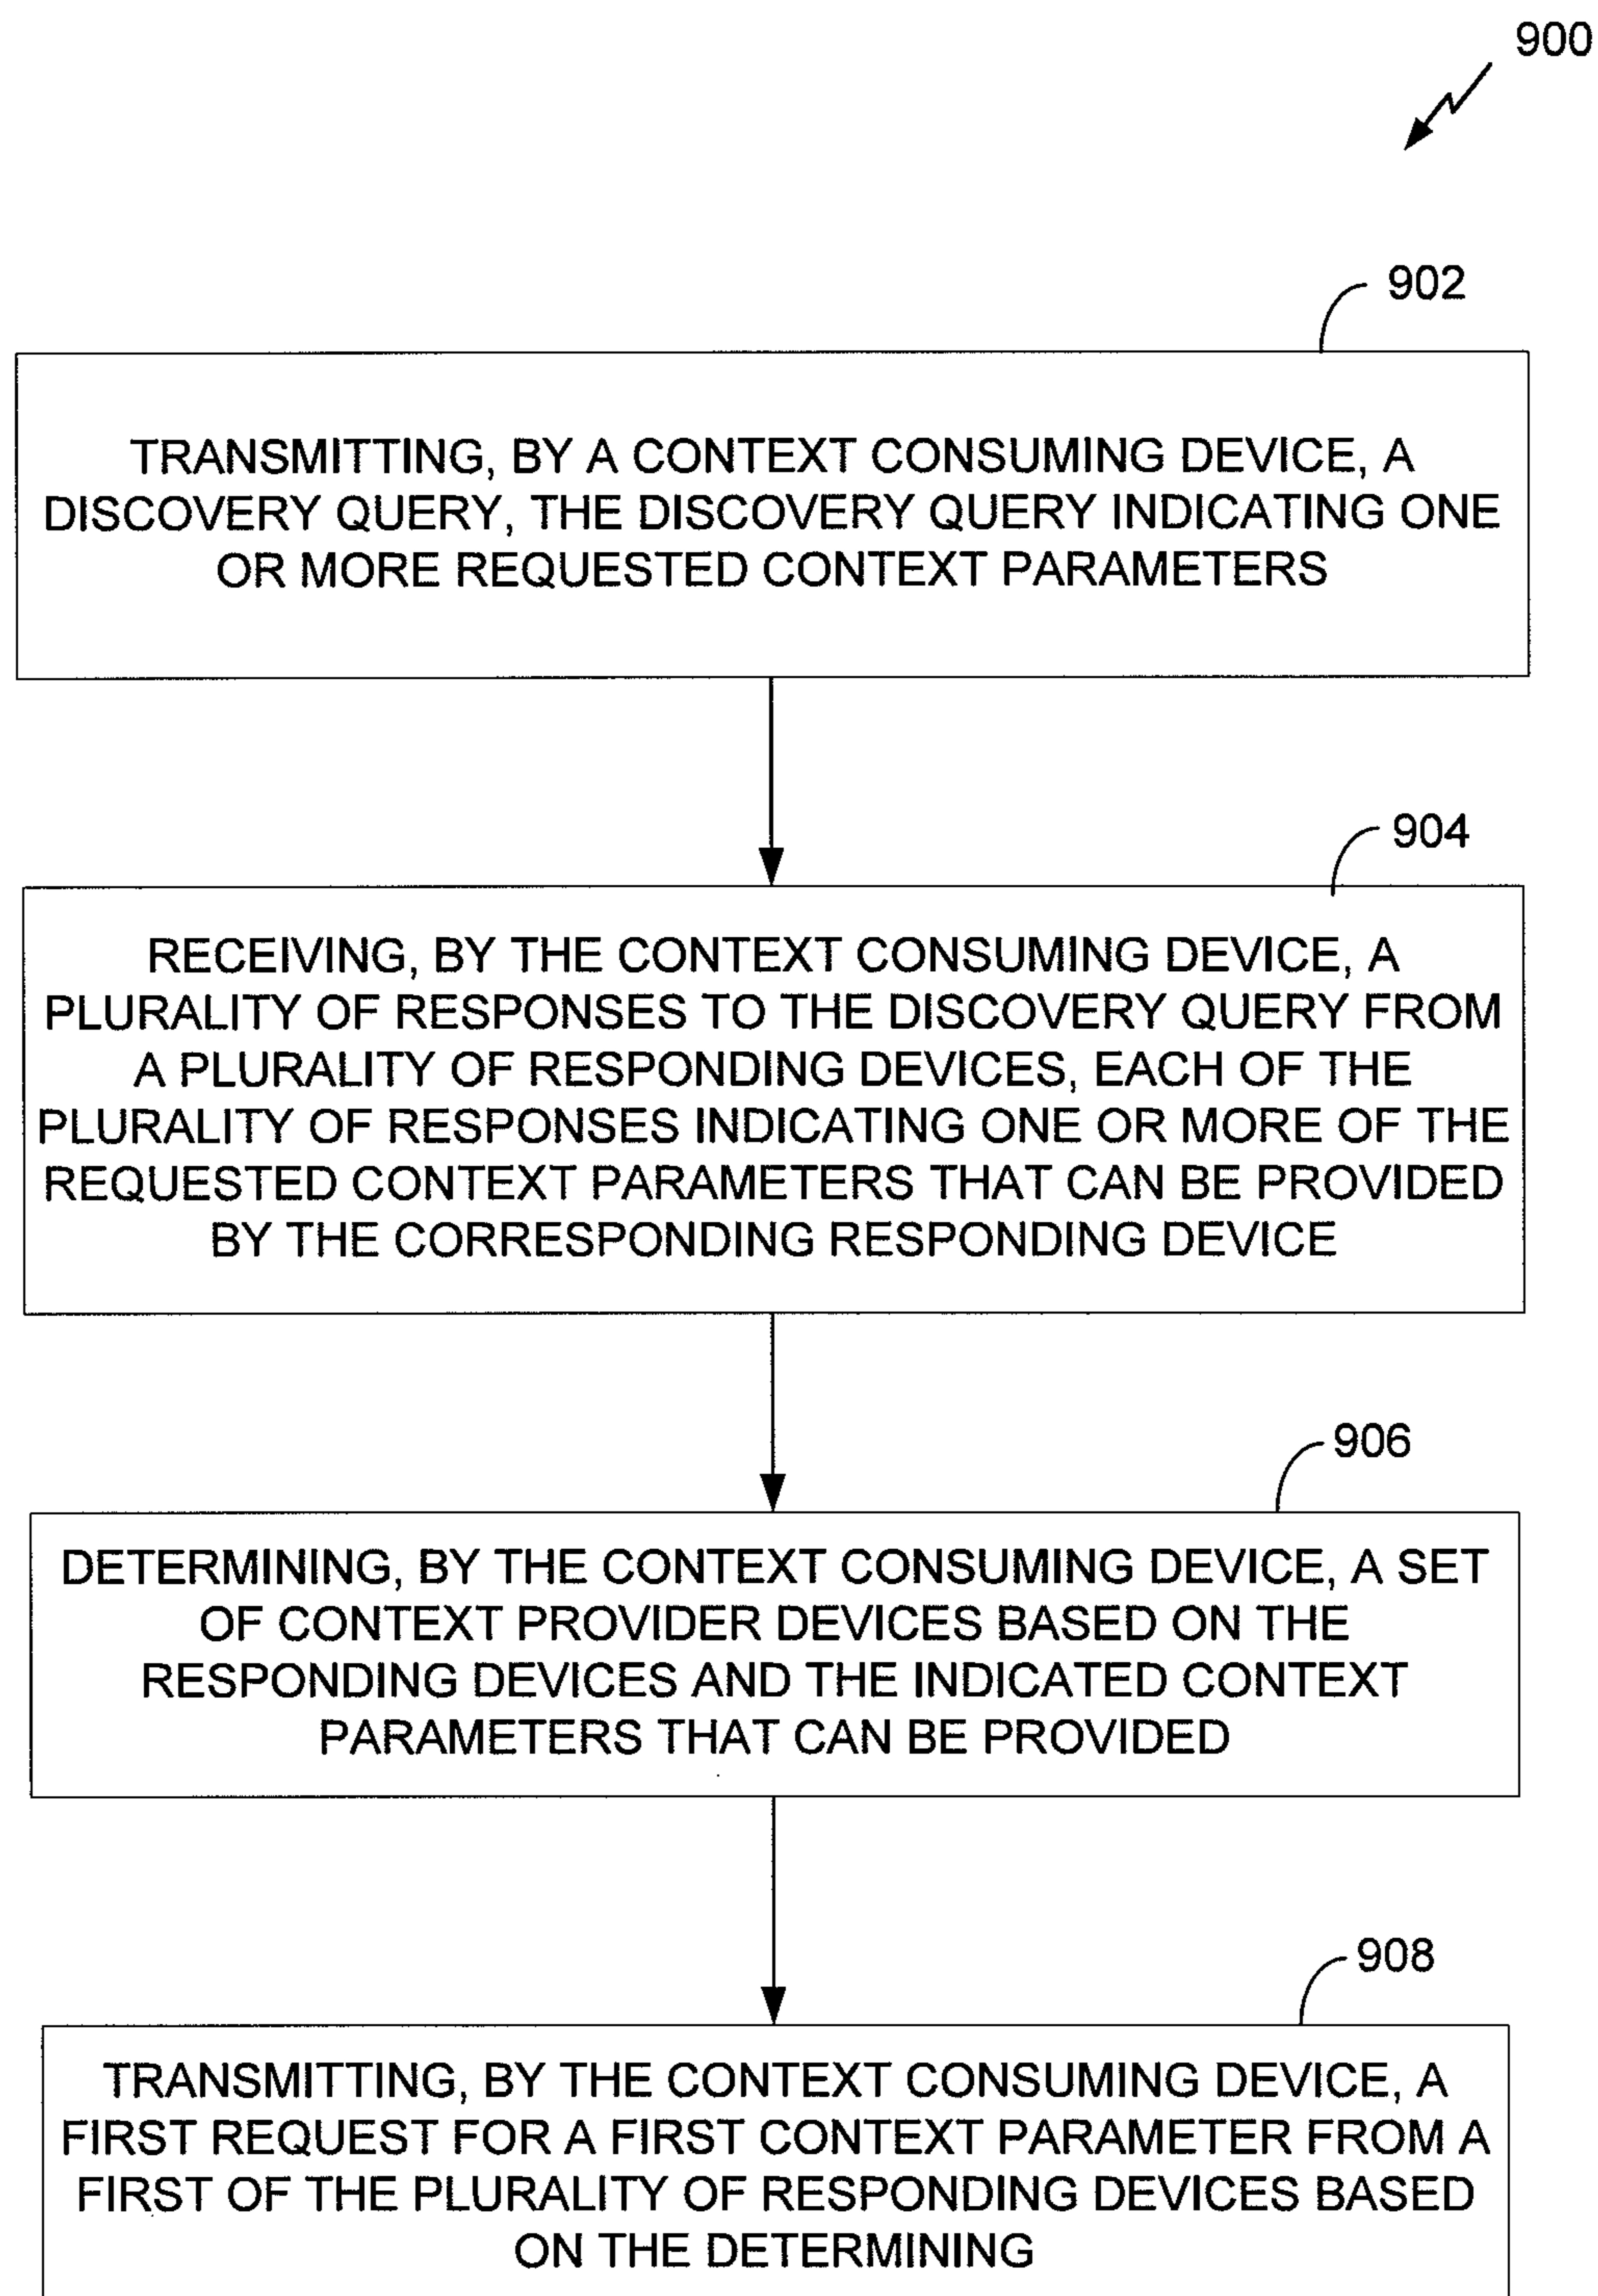 900
902
TRANSMITTING, BY A CONTEXT CONSUMING DEVICE, A
DISCOVERY QUERY, THE DISCOVERY QUERY INDICATING ONE
OR MORE REQUESTED CONTEXT PARAMETERS
904
RECEIVING, BY THE CONTEXT CONSUMING DEVICE, A
PLURALITY OF RESPONSES TO THE DISCOVERY QUERY FROM
A PLURALITY OF RESPONDING DEVICES, EACH OF THE
PLURALITY OF RESPONSES INDICATING ONE OR MORE OF THE
REQUESTED CONTEXT PARAMETERS THAT CAN BE PROVIDED
BY THE CORRESPONDING RESPONDING DEVICE
906
DETERMINING, BY THE CONTEXT CONSUMING DEVICE, A SET
OF CONTEXT PROVIDER DEVICES BASED ON THE
RESPONDING DEVICES AND THE INDICATED CONTEXT
PARAMETERS THAT CAN BE PROVIDED
908
TRANSMITTING, BY THE CONTEXT CONSUMING DEVICE, A
FIRST REQUEST FOR A FIRST CONTEXT PARAMETER FROM A
FIRST OF THE PLURALITY OF RESPONDING DEVICES BASED
ON THE DETERMINING